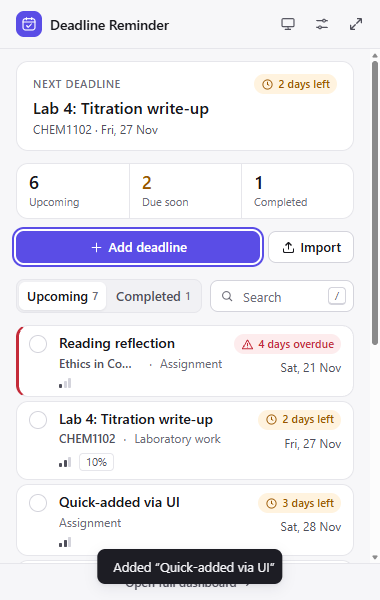 Deadline Reminder
NEXT DEADLINE
2 days left
Lab 4: Titration write-up
CHEM1102 · Fri, 27 Nov
6
Upcoming
2
Due soon
1
Completed
+ Add deadline
Import
Upcoming 7
Completed 1
Search
/
Reading reflection
4 days overdue
Ethics in Co... · Assignment
Sat, 21 Nov
Lab 4: Titration write-up
2 days left
CHEM1102 · Laboratory work
Fri, 27 Nov
10%
Quick-added via UI
3 days left
Assignment
Sat, 28 Nov
Added “Quick-added via UI”
Open full dashboard